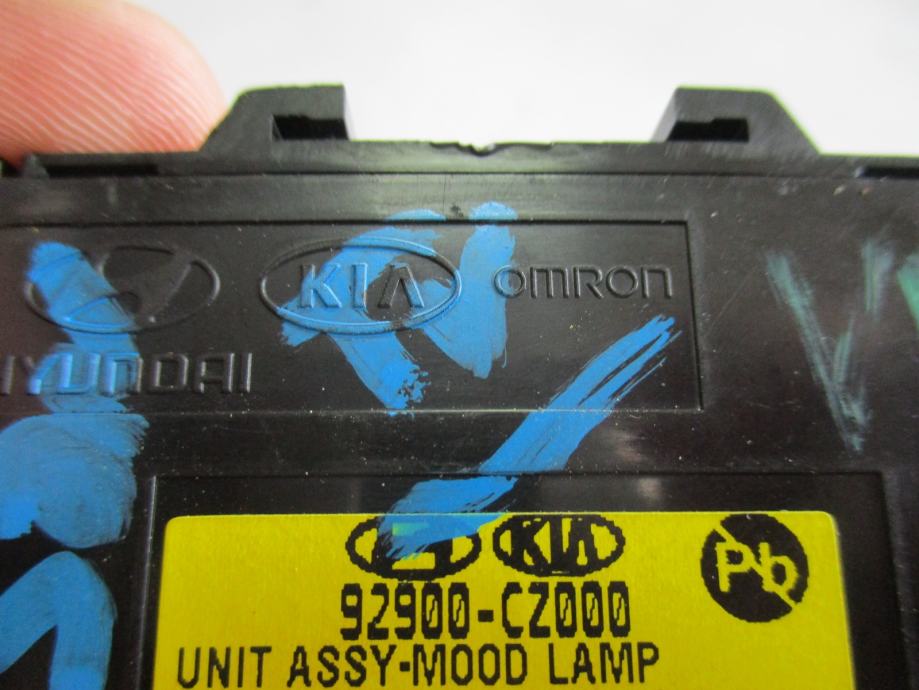 KIA OMRON
HYUNDAI
KIA Pb
92900-CZ000
UNIT ASSY-MOOD LAMP